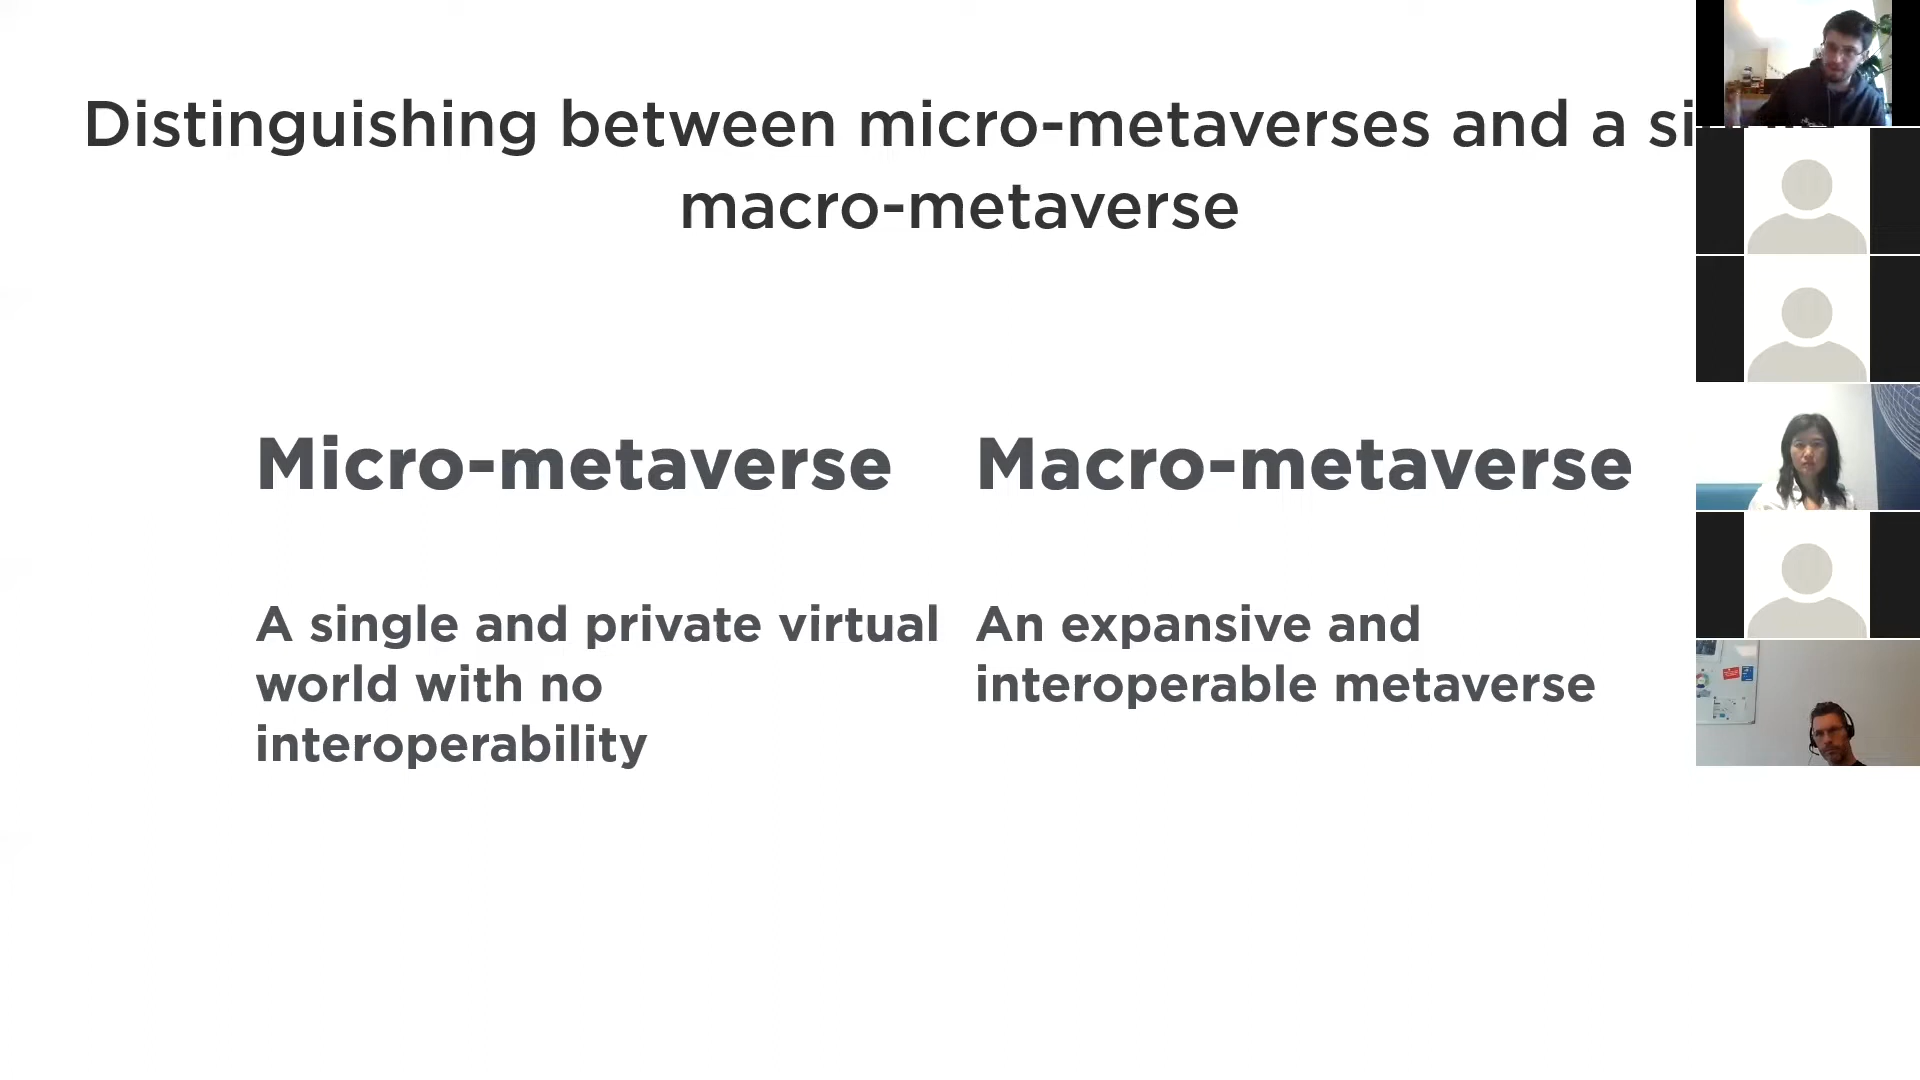 Distinguishing between micro-metaverses and a
macro-metaverse
Micro-metaverse
Macro-metaverse
A single and private virtual
world with no
interoperability
An expansive and
interoperable metaverse